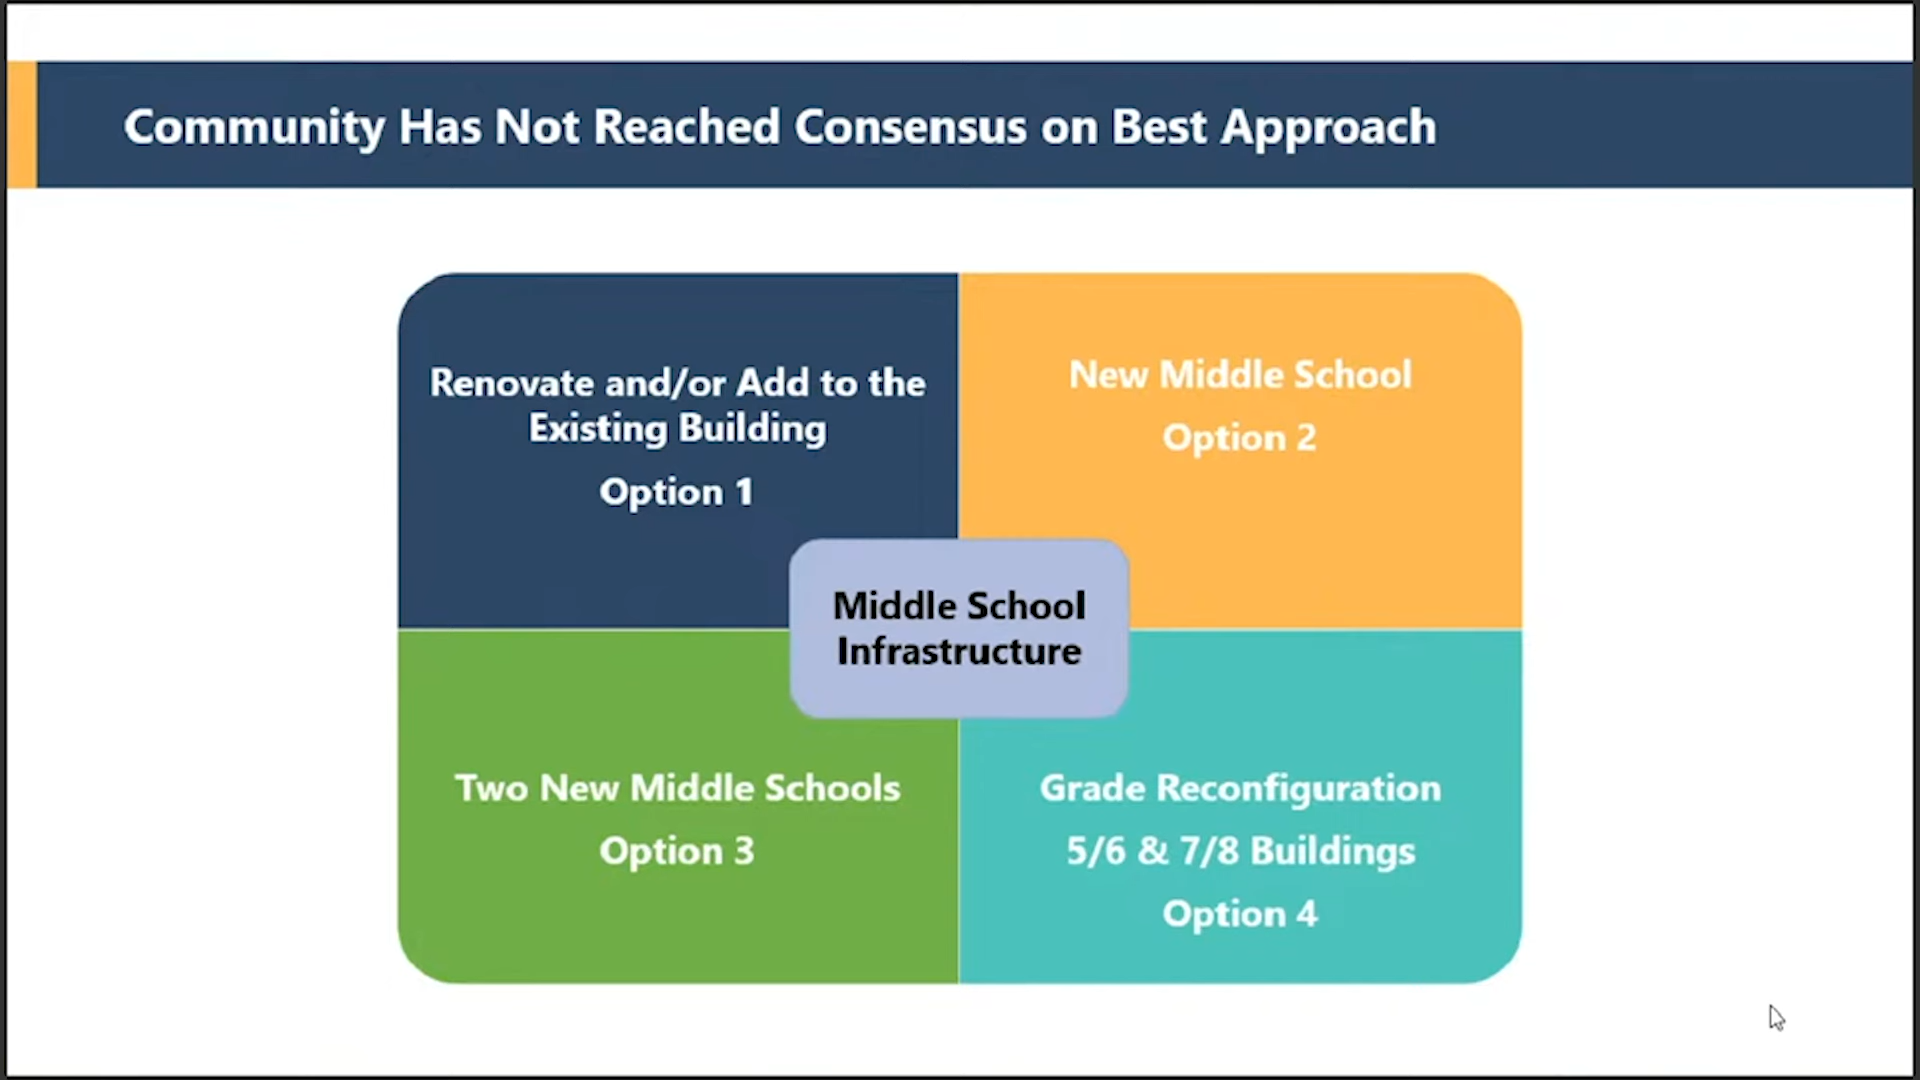 Community Has Not Reached Consensus on Best Approach
Renovate and/or Add to the
Existing Building
Option 1
New Middle School
Option 2
Middle School
Infrastructure
Two New Middle Schools
Option 3
Grade Reconfiguration
5/6 & 7/8 Buildings
Option 4